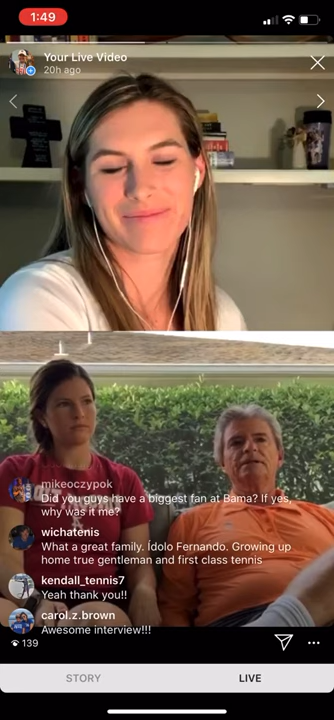 1:49
Your Live Video
20h ago
mikeoczypok
Did you guys have a biggest fan at Bama? If yes,
why was it me?
wichatenis
What a great family. Ídolo Fernando. Growing up
home true gentleman and first class tennis
kendall_tennis7
Yeah thank you!!
carol.z.brown
Awesome interview!!!
139
STORY
LIVE